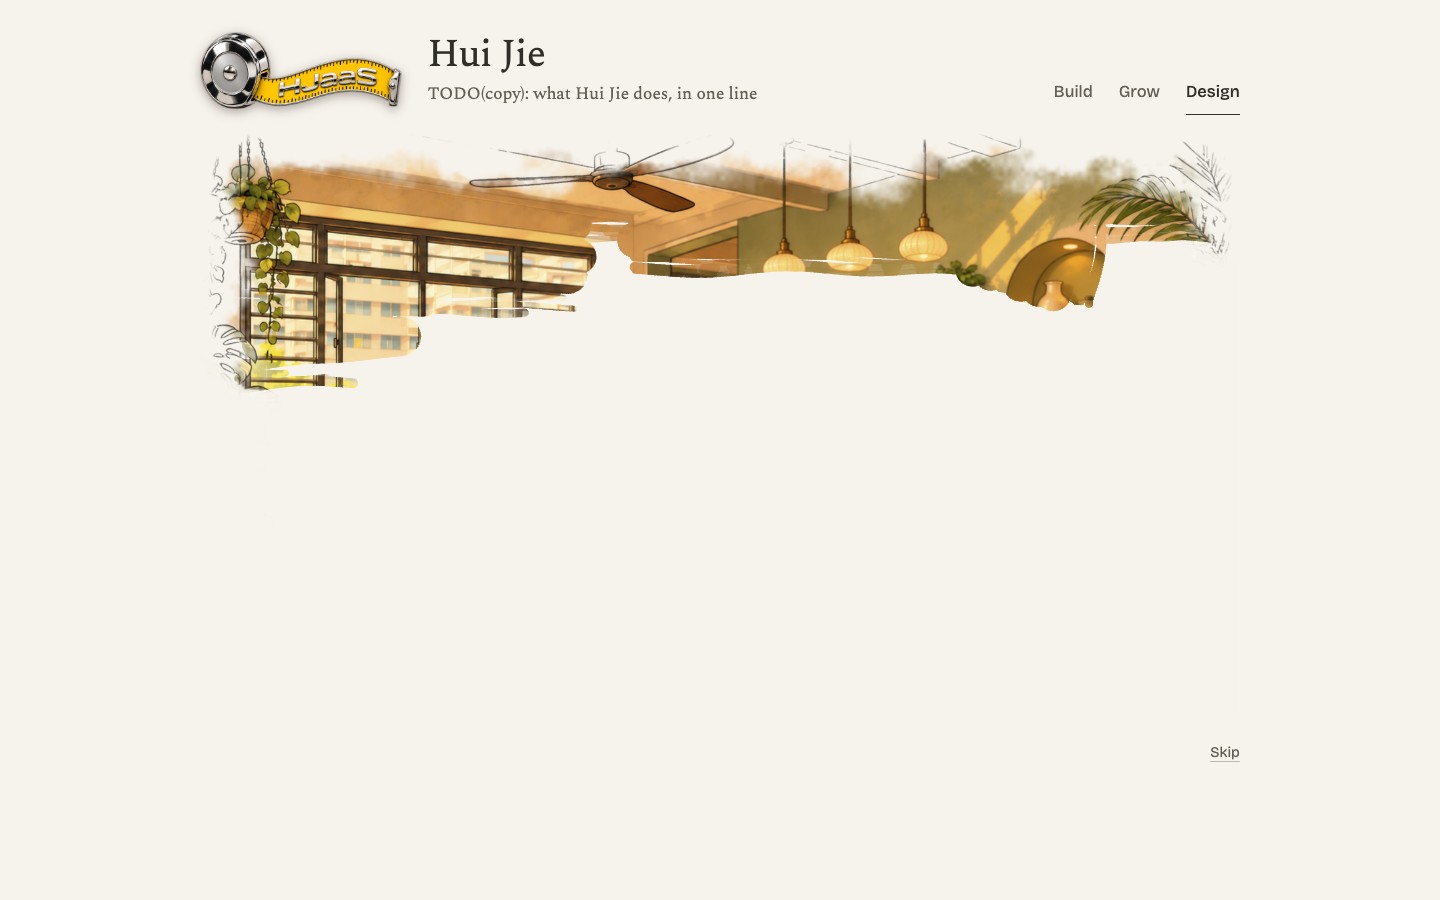 HJaaS
Hui Jie
TODO(copy): what Hui Jie does, in one line
Build
Grow
Design
Skip